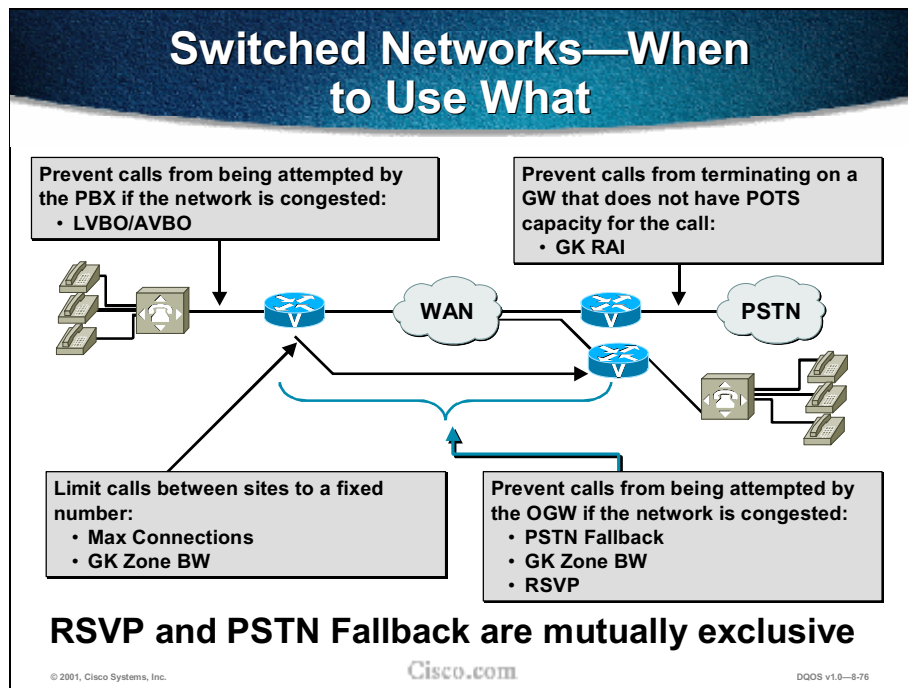 Switched Networks—When
to Use What
Prevent calls from being attempted by
the PBX if the network is congested:
• LVBO/AVBO
Prevent calls from terminating on a
GW that does not have POTS
capacity for the call:
• GK RAI
V
WAN
V
PSTN
V
Limit calls between sites to a fixed
number:
• Max Connections
• GK Zone BW
Prevent calls from being attempted by
the OGW if the network is congested:
• PSTN Fallback
• GK Zone BW
• RSVP
RSVP and PSTN Fallback are mutually exclusive
© 2001, Cisco Systems, Inc.
Cisco.com
DQOS v1.0—8-76